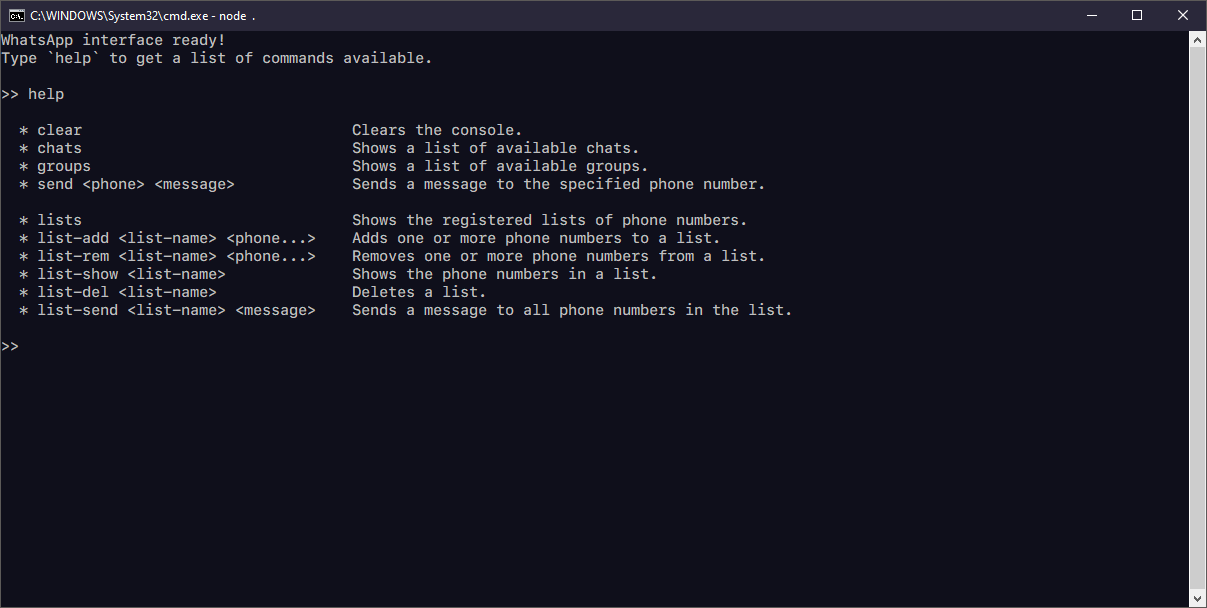 C:\WINDOWS\System32\cmd.exe - node .
WhatsApp interface ready!
Type `help` to get a list of commands available.
>> help
* clear Clears the console.
* chats Shows a list of available chats.
* groups Shows a list of available groups.
* send <phone> <message> Sends a message to the specified phone number.
* lists Shows the registered lists of phone numbers.
* list-add <list-name> <phone...> Adds one or more phone numbers to a list.
* list-rem <list-name> <phone...> Removes one or more phone numbers from a list.
* list-show <list-name> Shows the phone numbers in a list.
* list-del <list-name> Deletes a list.
* list-send <list-name> <message> Sends a message to all phone numbers in the list.
>>